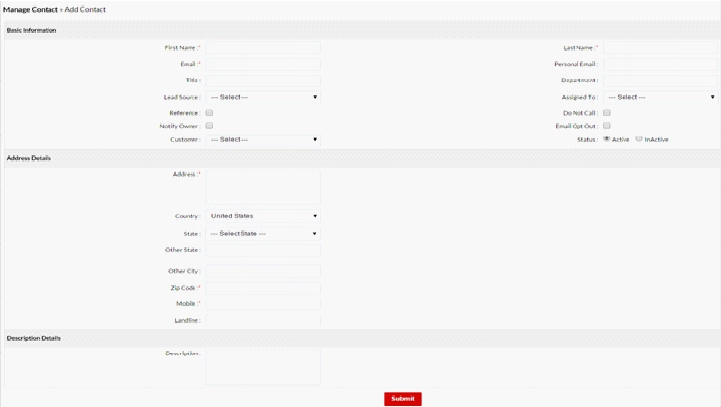 Manage Contact » Add Contact
Basic Information
First Name :* Last Name :*
Email :* Personal Email :
Title : Department :
Lead Source : --- Select--- Assigned To : --- Select ---
Reference : Do Not Call :
Notify Owner : Email Opt Out :
Customer : --- Select--- Status : Active InActive
Address Details
Address :*
Country : United States
State : --- SelectState ---
Other State :
Other City :
Zip Code :*
Mobile :*
Landline :
Description Details
Description :
Submit